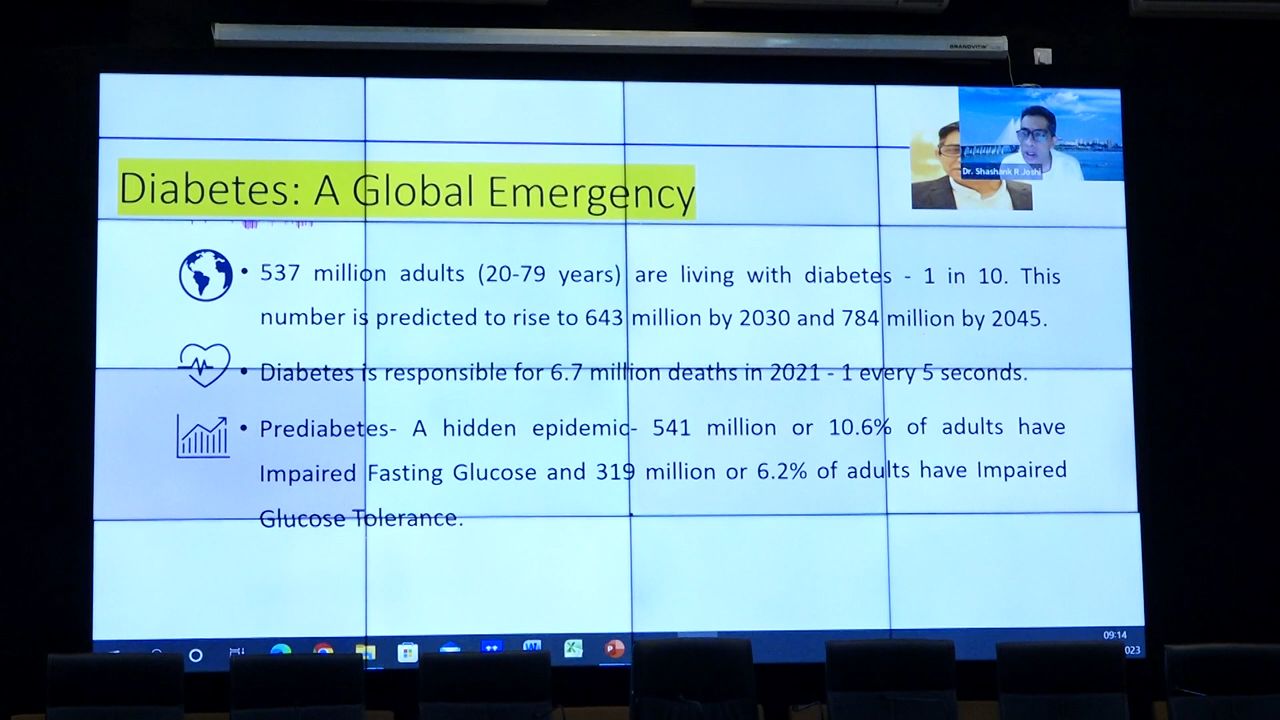 GRANDVIEW
Dr. Shashank R Joshi
Diabetes: A Global Emergency
• 537 million adults (20-79 years) are living with diabetes - 1 in 10. This
number is predicted to rise to 643 million by 2030 and 784 million by 2045.
• Diabetes is responsible for 6.7 million deaths in 2021 - 1 every 5 seconds.
• Prediabetes- A hidden epidemic- 541 million or 10.6% of adults have
Impaired Fasting Glucose and 319 million or 6.2% of adults have Impaired
Glucose Tolerance.
09:14
023